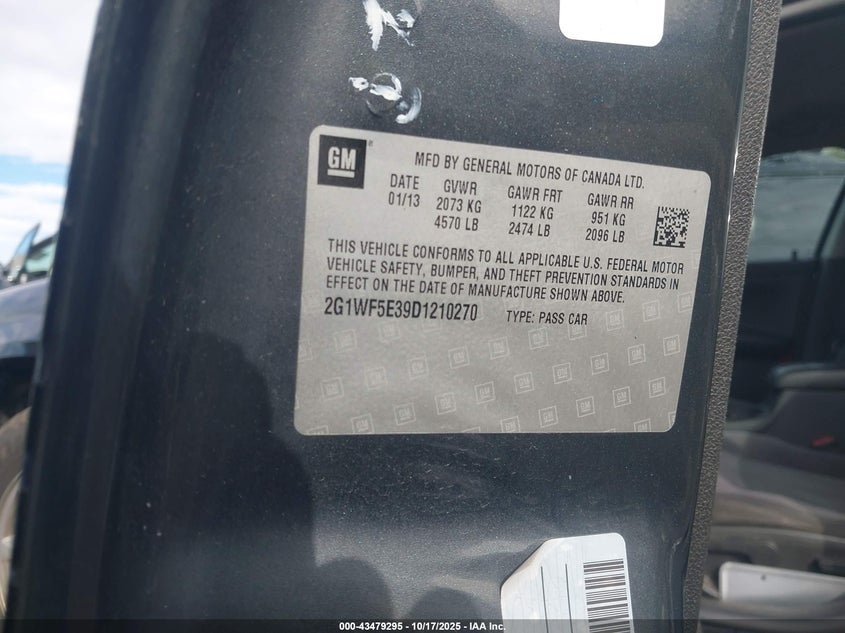 GM
MFD BY GENERAL MOTORS OF CANADA LTD.
DATE GVWR GAWR FRT GAWR RR
01/13 2073 KG 1122 KG 951 KG
4570 LB 2474 LB 2096 LB
THIS VEHICLE CONFORMS TO ALL APPLICABLE U.S. FEDERAL MOTOR
VEHICLE SAFETY, BUMPER, AND THEFT PREVENTION STANDARDS IN
EFFECT ON THE DATE OF MANUFACTURE SHOWN ABOVE.
2G1WF5E39D1210270 TYPE: PASS CAR
000-43479295 - 10/17/2025 - IAA Inc.